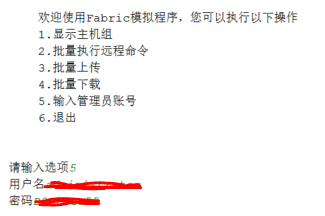 欢迎使用Fabric模拟程序，您可以执行以下操作
1.显示主机组
2.批量执行远程命令
3.批量上传
4.批量下载
5.输入管理员账号
6.退出
请输入选项5
用户名
密码